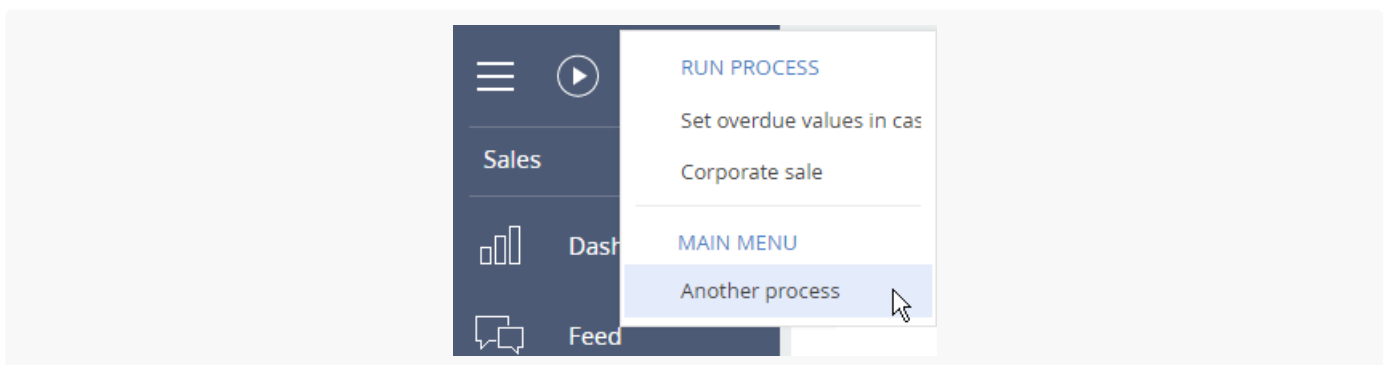 RUN PROCESS
Set overdue values in cas
Corporate sale
Sales
MAIN MENU
Dash
Another process
Feed